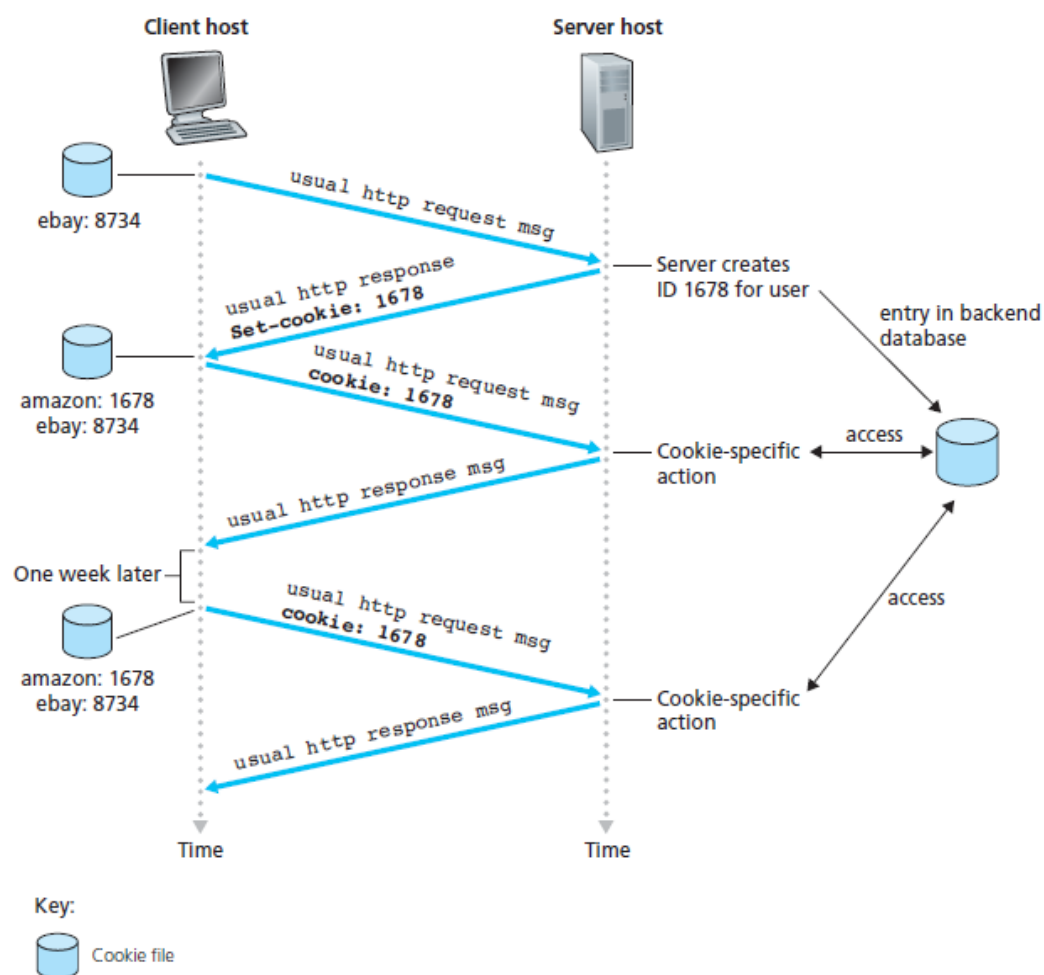 Client host
Server host
usual http request msg
ebay: 8734
Server creates
ID 1678 for user
usual http response
Set-cookie: 1678
entry in backend
database
usual http request msg
cookie: 1678
amazon: 1678
ebay: 8734
access
Cookie-specific
action
usual http response msg
One week later
usual http request msg
cookie: 1678
access
amazon: 1678
ebay: 8734
Cookie-specific
action
usual http response msg
Time
Time
Key:
Cookie file